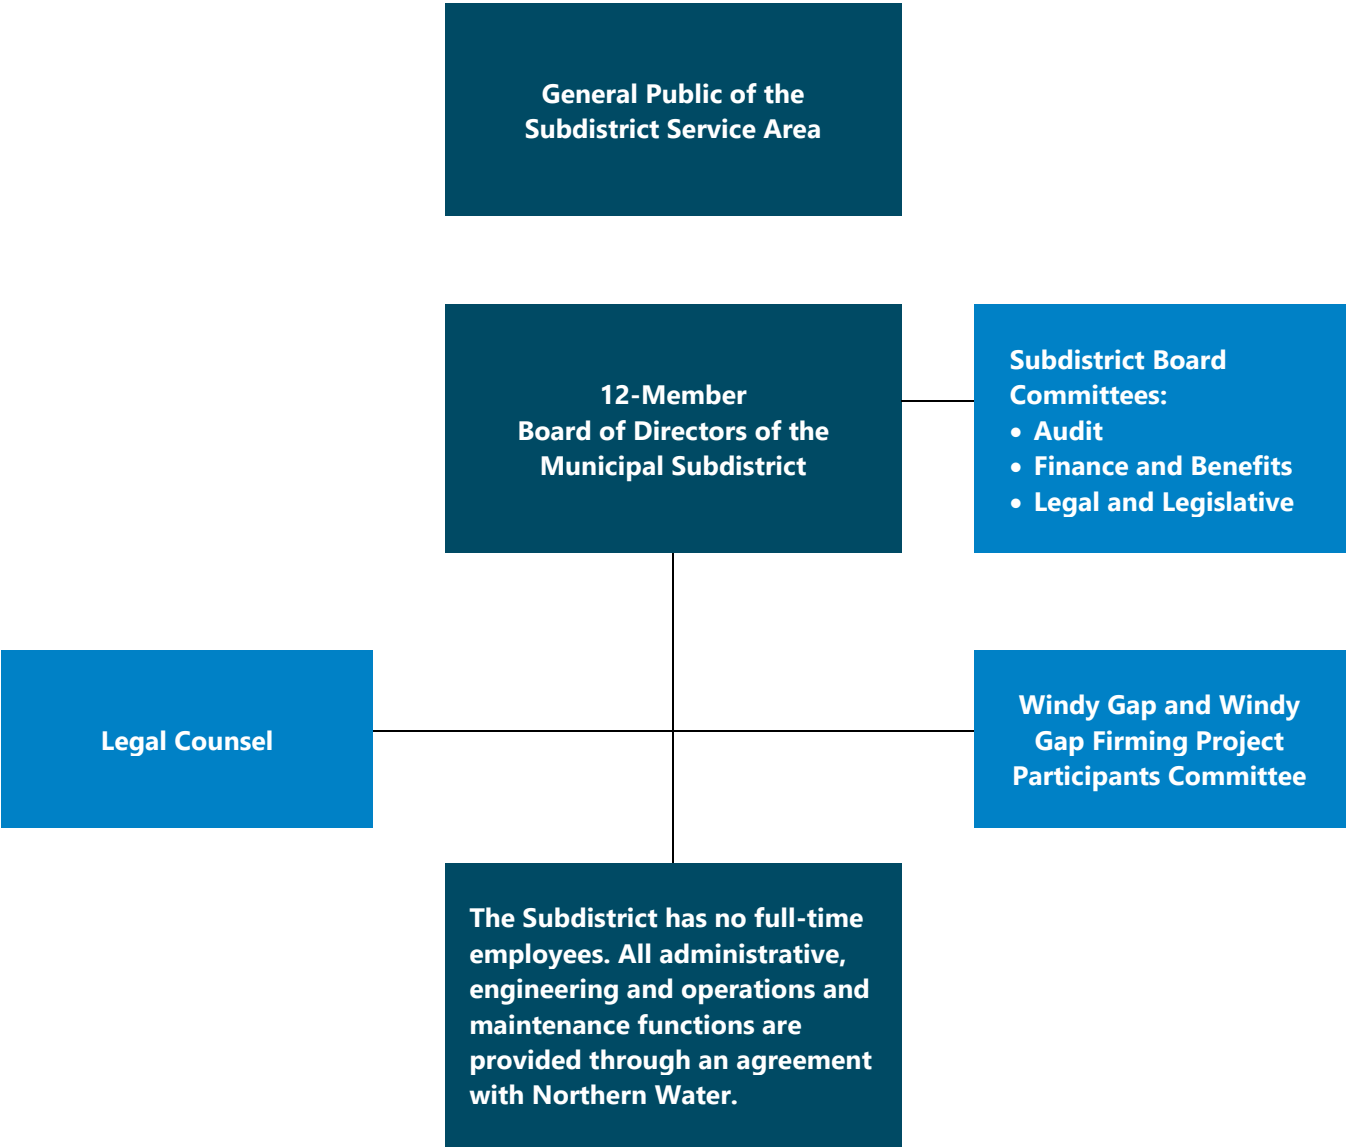 General Public of the
Subdistrict Service Area
12-Member
Board of Directors of the
Municipal Subdistrict
Subdistrict Board
Committees:
• Audit
• Finance and Benefits
• Legal and Legislative
Legal Counsel
Windy Gap and Windy
Gap Firming Project
Participants Committee
The Subdistrict has no full-time
employees. All administrative,
engineering and operations and
maintenance functions are
provided through an agreement
with Northern Water.